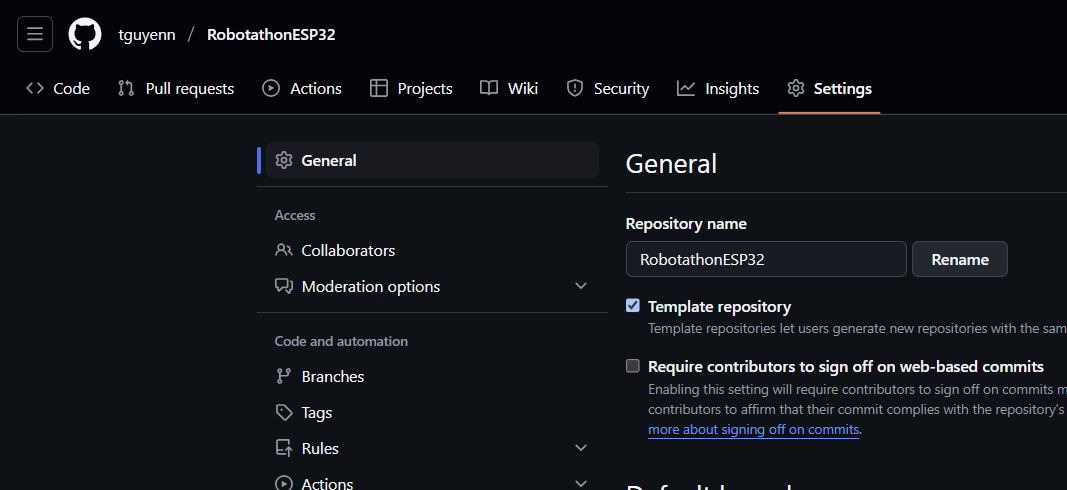 tguyenn / RobotathonESP32
Code Pull requests Actions Projects Wiki Security Insights Settings
General
Access
Collaborators
Moderation options
Code and automation
Branches
Tags
Rules
Actions
General
Repository name
RobotathonESP32 Rename
Template repository
Template repositories let users generate new repositories with the sam
Require contributors to sign off on web-based commits
Enabling this setting will require contributors to sign off on commits m
contributors to affirm that their commit complies with the repository's
more about signing off on commits.